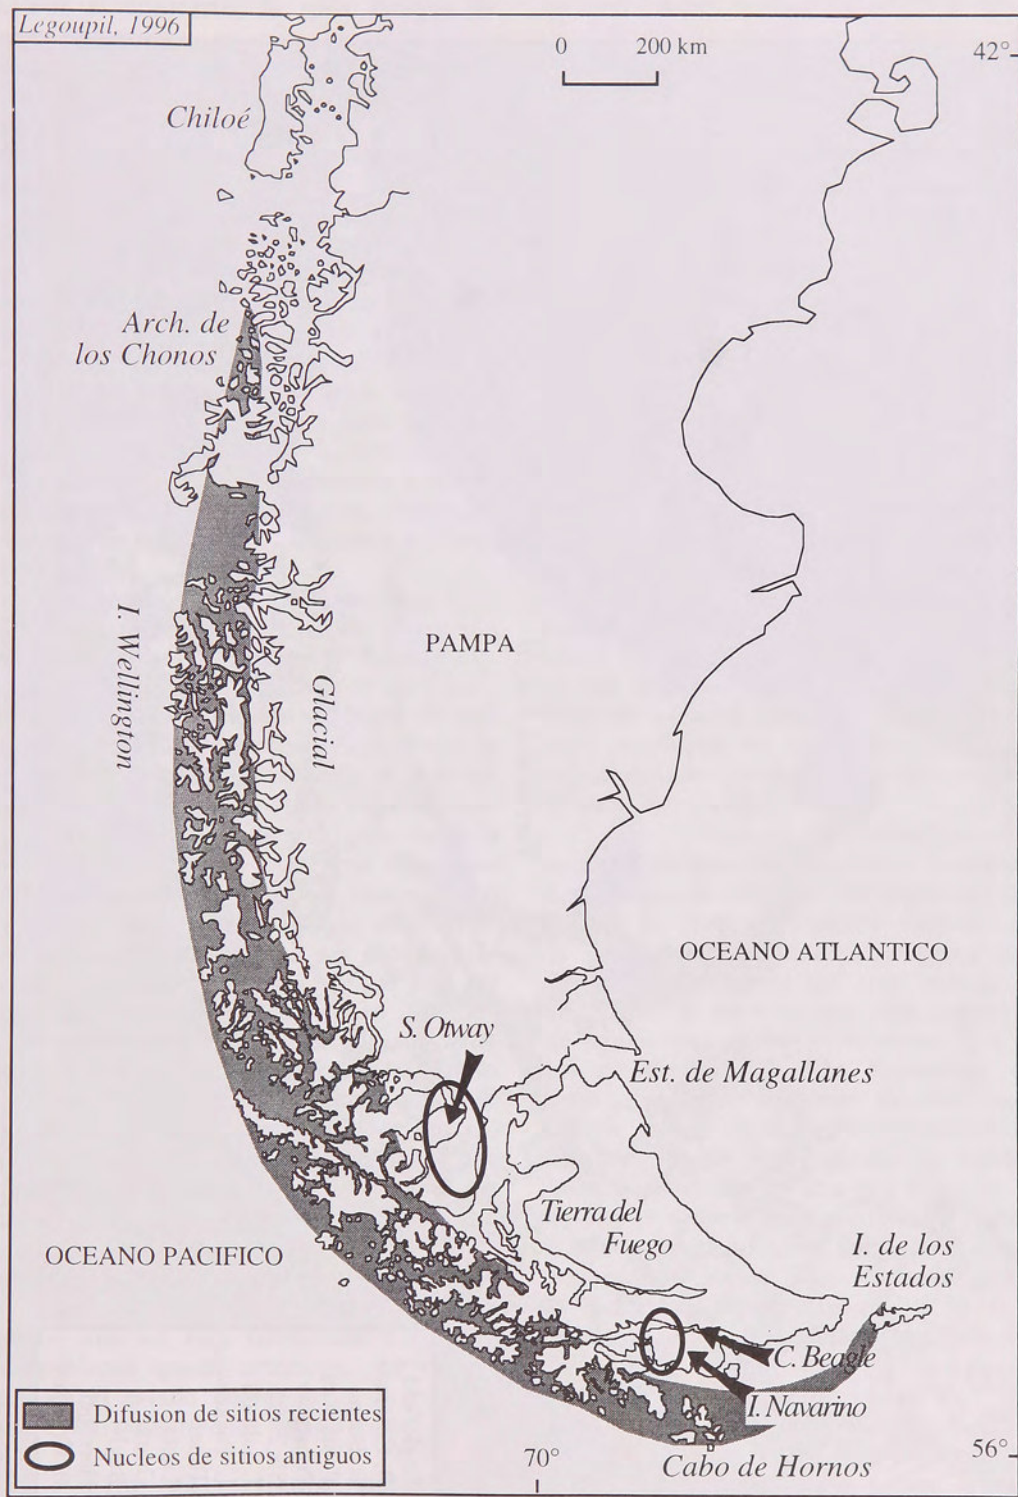 Legoupil, 1996
0 200 km
42°
Chiloé
Arch. de
los Chonos
I. Wellington
Glacial
PAMPA
OCEANO ATLANTICO
S. Otway
Est. de Magallanes
Tierra del
Fuego
OCEANO PACIFICO
I. de los
Estados
C. Beagle
I. Navarino
Difusion de sitios recientes
Nucleos de sitios antiguos
70°
Cabo de Hornos
56°